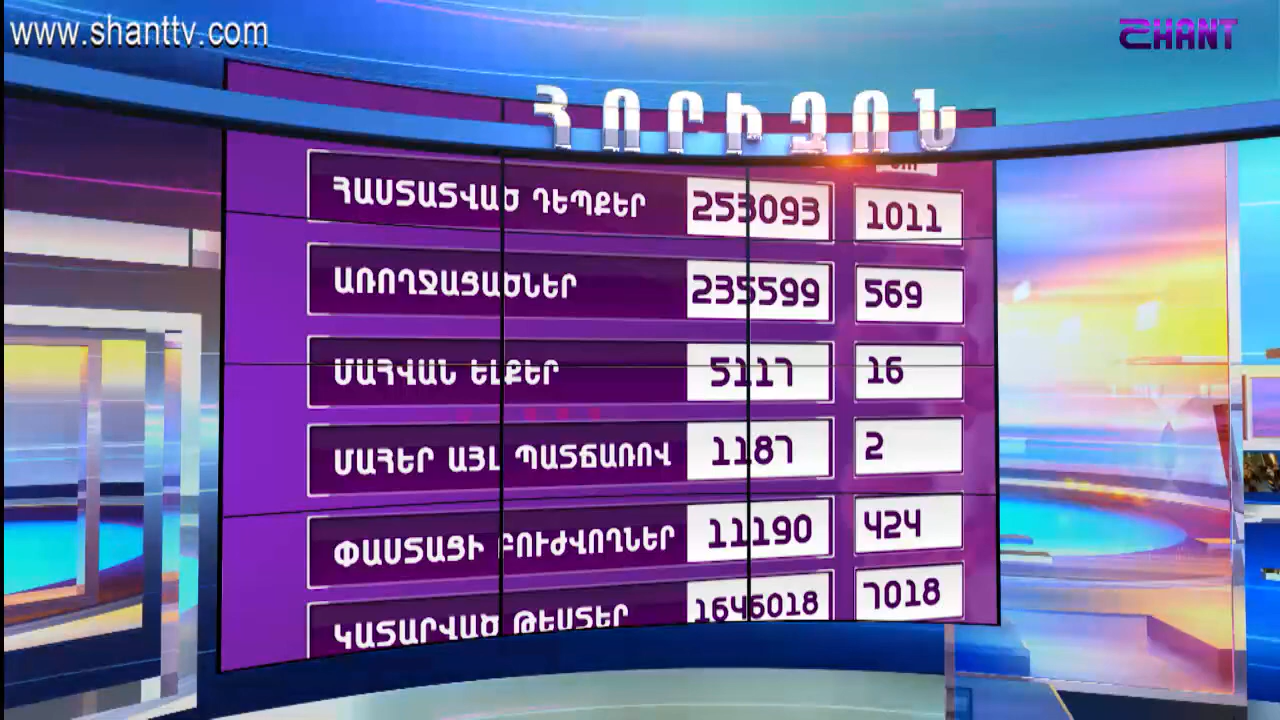 www.shanttv.com
SHANT
ՀՈՐԻԶՈՆ
ՀԱՍՏԱՏՎԱԾ ԴԵՊՔԵՐ 253093 1011
ԱՌՈՂՋԱՑԱԾՆԵՐ 235599 569
ՄԱՀՎԱՆ ԵԼՔԵՐ 5117 16
ՄԱՀԵՐ ԱՅԼ ՊԱՏՃԱՌՈՎ 1187 2
ՓԱՍՏԱՑԻ ԲՈՒԺՎՈՂՆԵՐ 11190 424
ԿԱՏԱՐՎԱԾ ԹԵՍՏԵՐ 1646018 7018